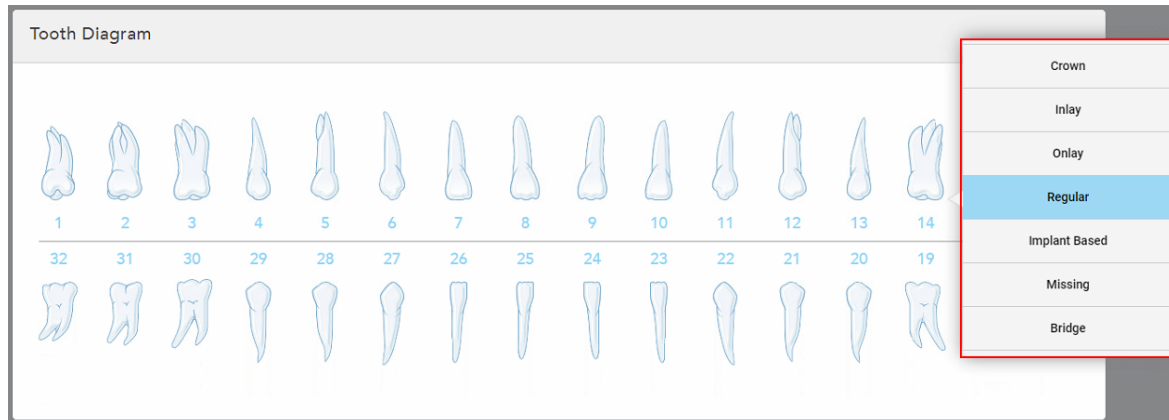 Tooth Diagram
1 2 3 4 5 6 7 8 9 10 11 12 13 14
32 31 30 29 28 27 26 25 24 23 22 21 20 19
Crown
Inlay
Onlay
Regular
Implant Based
Missing
Bridge